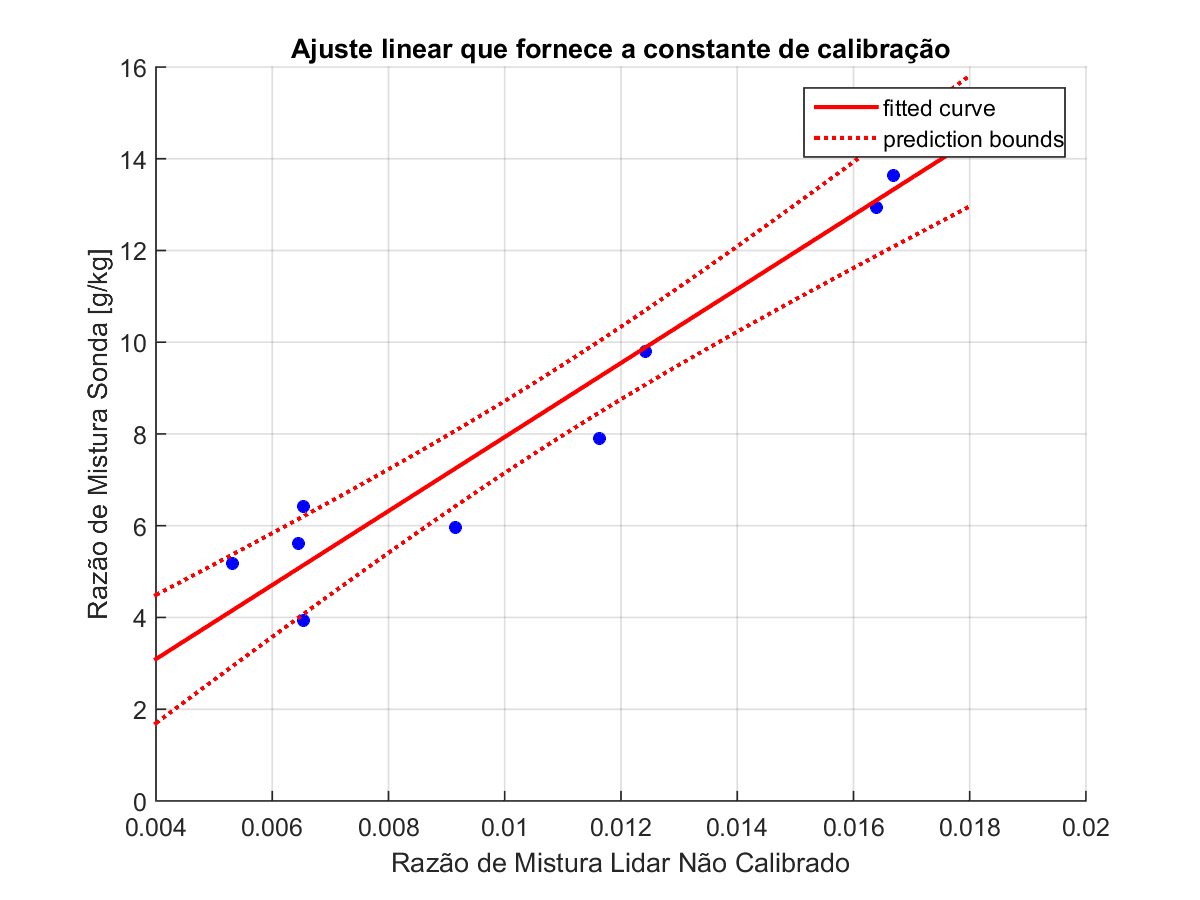 Ajuste linear que fornece a constante de calibração
fitted curve
prediction bounds
Razão de Mistura Sonda [g/kg]
16
14
12
10
8
6
4
2
0
0.004 0.006 0.008 0.01 0.012 0.014 0.016 0.018 0.02
Razão de Mistura Lidar Não Calibrado